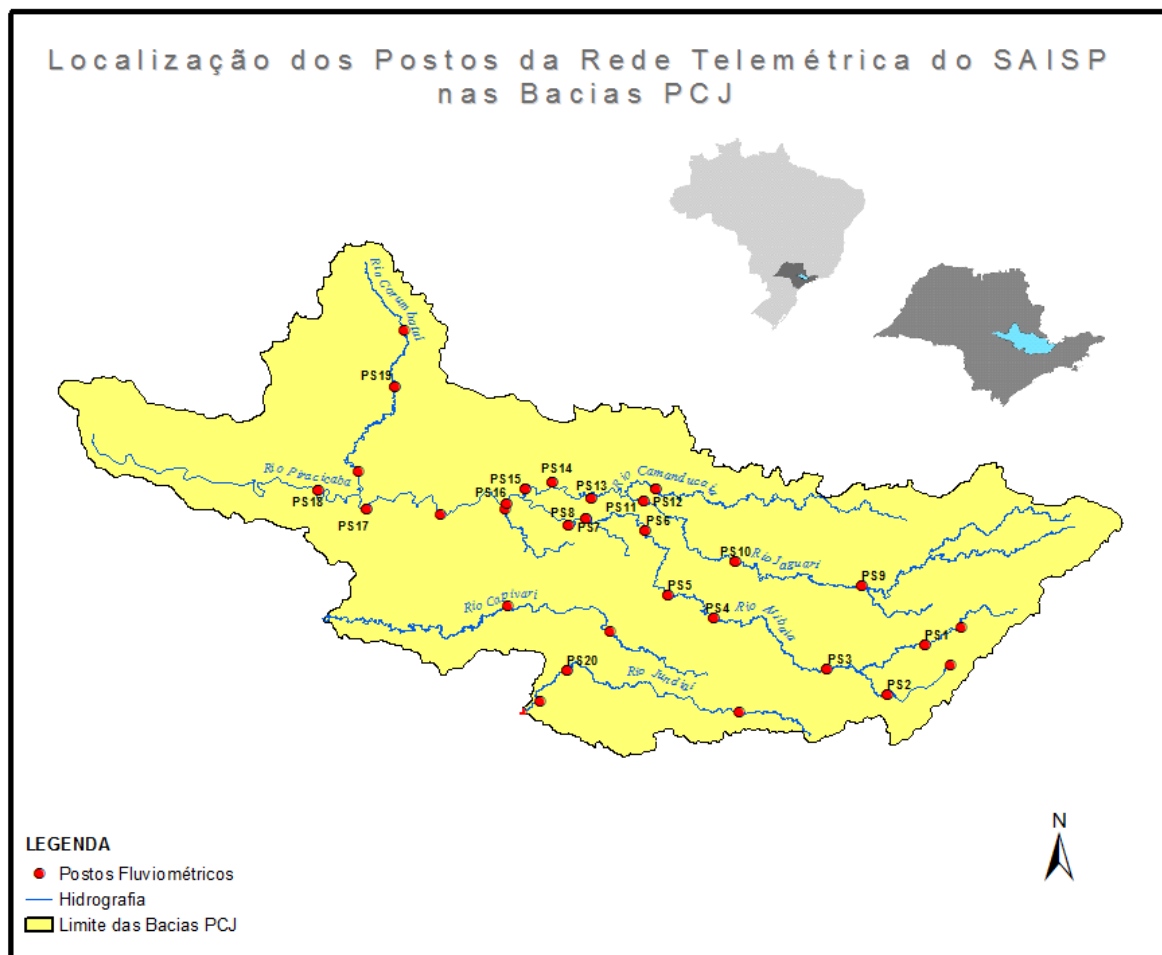 Localização dos Postos da Rede Telemétrica do SAISP
nas Bacias PCJ
Rio Corumbataí
PS19
Rio Piracicaba
PS18
PS17
PS16
PS15
PS14
PS13
Rio Camanducaia
PS11
PS12
PS8
PS7
PS6
PS10
Rio Jaguari
PS9
PS5
PS4
Rio Atibaia
Rio Capivari
PS1
PS3
PS2
PS20
Rio Jundiaí
N
LEGENDA
Postos Fluviométricos
Hidrografia
Limite das Bacias PCJ